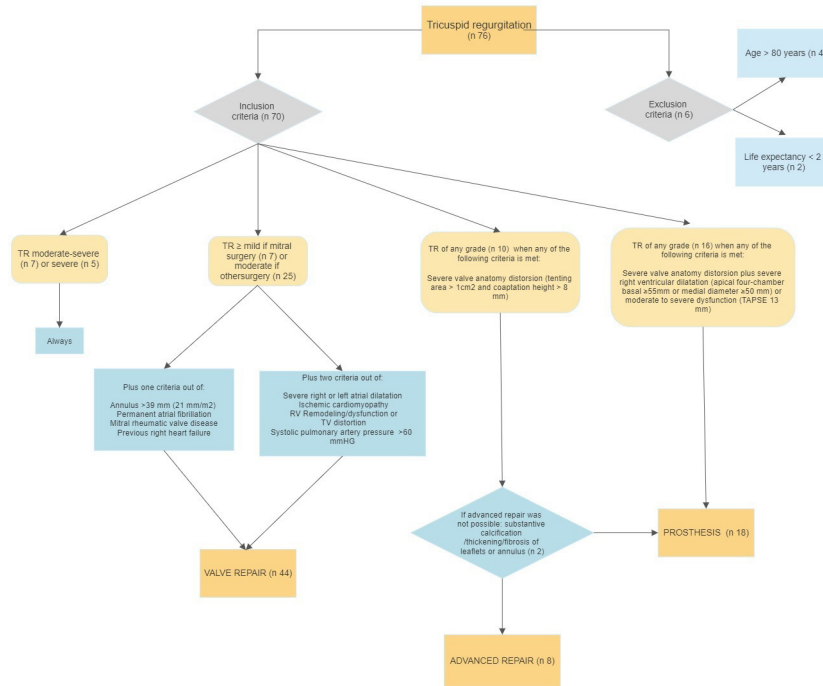 Tricuspid regurgitation
(n 76)
Age > 80 years (n 4
Inclusion
criteria (n 70)
Exclusion
criteria (n 6)
Life expectancy < 2
years (n 2)
TR moderate-severe
(n 7) or severe (n 5)
TR ≥ mild if mitral
surgery (n 7) or
moderate if
othersurgery (n 25)
TR of any grade (n 10) when any of the
following criteria is met:
Severe valve anatomy distorsion (tenting
area > 1cm2 and coaptation height > 8
mm)
TR of any grade (n 16) when any of the
following criteria is met:
Severe valve anatomy distorsion plus severe
right ventricular dilatation (apical four-chamber
basal ≥55mm or medial diameter ≥50 mm) or
moderate to severe dysfunction (TAPSE 13
mm)
Always
Plus one criteria out of:
Annulus >39 mm (21 mm/m2)
Permanent atrial fibrillation
Mitral rheumatic valve disease
Previous right heart failure
Plus two criteria out of:
Severe right or left atrial dilatation
Ischemic cardiomyopathy
RV Remodeling/dysfunction or
TV distortion
Systolic pulmonary artery pressure >60
mmHG
If advanced repair was
not possible: substantive
calcification
/thickening/fibrosis of
leaflets or annulus (n 2)
PROSTHESIS (n 18)
VALVE REPAIR (n 44)
ADVANCED REPAIR (n 8)